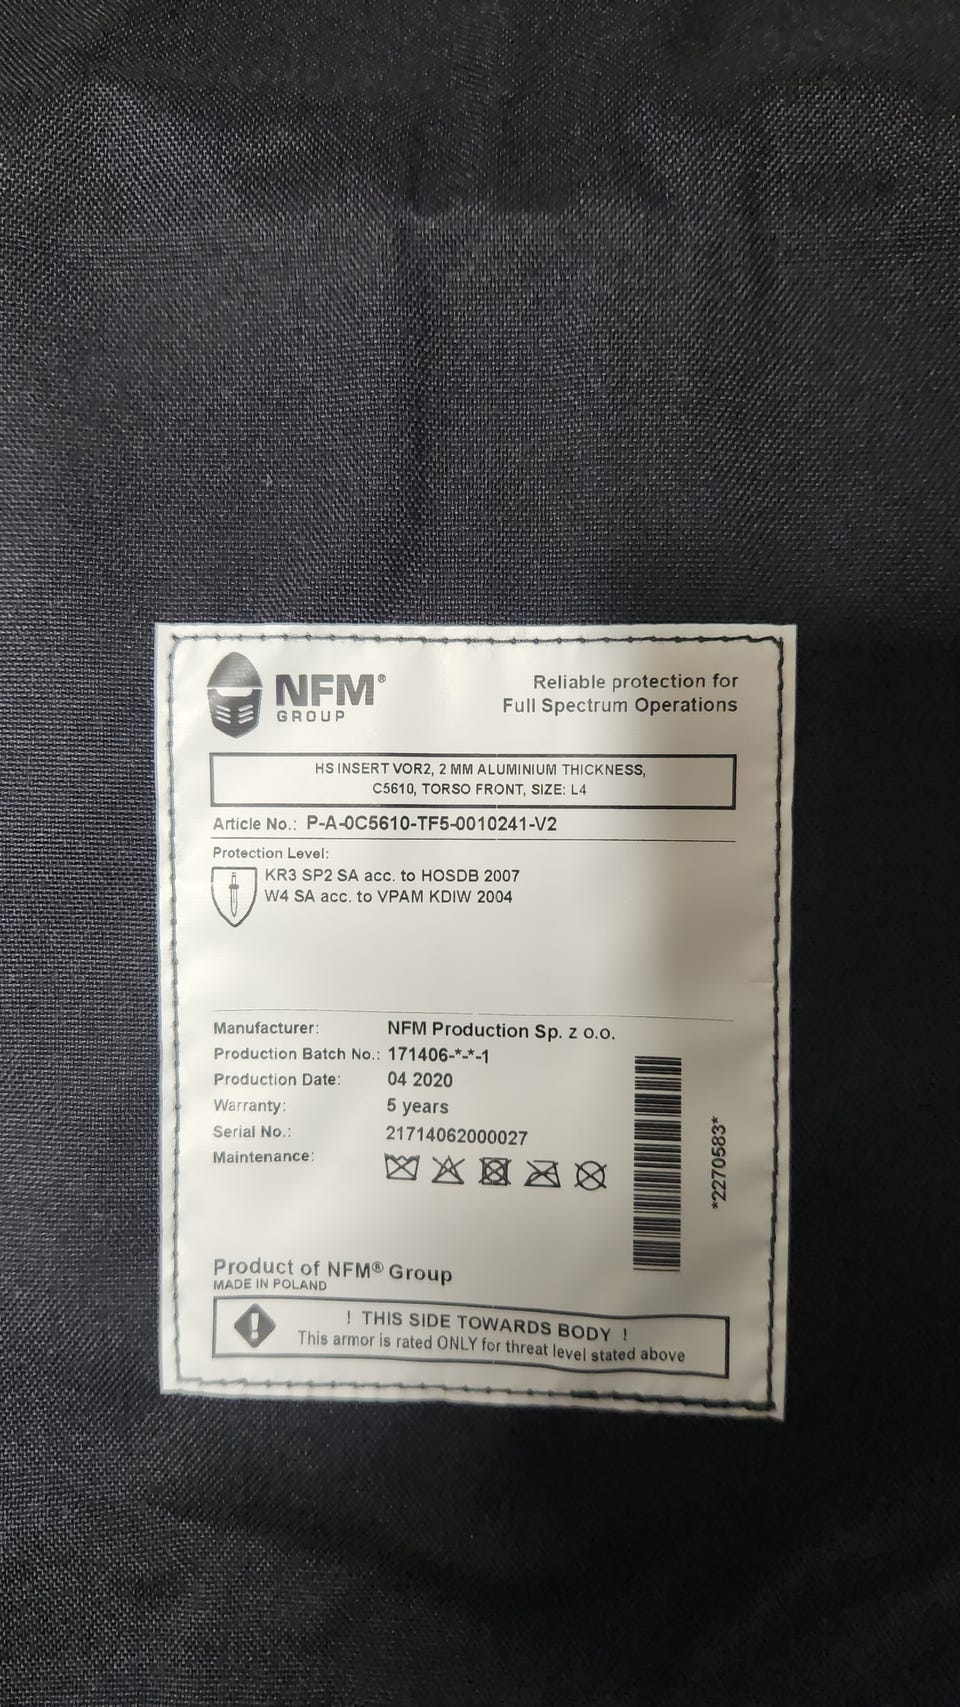 NFM®
GROUP
Reliable protection for
Full Spectrum Operations
HS INSERT VOR2, 2 MM ALUMINIUM THICKNESS,
C5610, TORSO FRONT, SIZE: L4
Article No.: P-A-0C5610-TF5-0010241-V2
Protection Level:
KR3 SP2 SA acc. to HOSDB 2007
W4 SA acc. to VPAM KDIW 2004
Manufacturer: NFM Production Sp. z o.o.
Production Batch No.: 171406-*-*-1
Production Date: 04 2020
Warranty: 5 years
Serial No.: 21714062000027
Maintenance:
*2270583*
Product of NFM® Group
MADE IN POLAND
! THIS SIDE TOWARDS BODY !
This armor is rated ONLY for threat level stated above